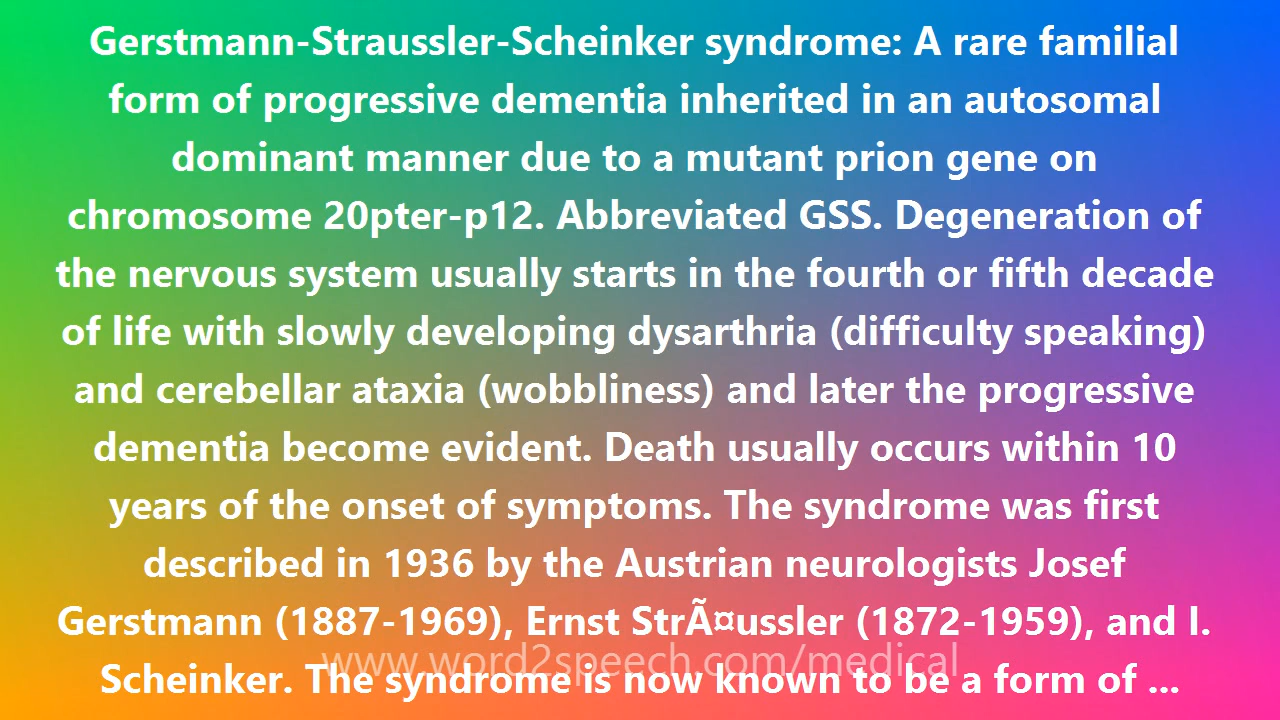 Gerstmann-Straussler-Scheinker syndrome: A rare familial
form of progressive dementia inherited in an autosomal
dominant manner due to a mutant prion gene on
chromosome 20pter-p12. Abbreviated GSS. Degeneration of
the nervous system usually starts in the fourth or fifth decade
of life with slowly developing dysarthria (difficulty speaking)
and cerebellar ataxia (wobbliness) and later the progressive
dementia become evident. Death usually occurs within 10
years of the onset of symptoms. The syndrome was first
described in 1936 by the Austrian neurologists Josef
Gerstmann (1887-1969), Ernst StrÃ¤ussler (1872-1959), and I.
www.word2speech.com/medical
Scheinker. The syndrome is now known to be a form of ...